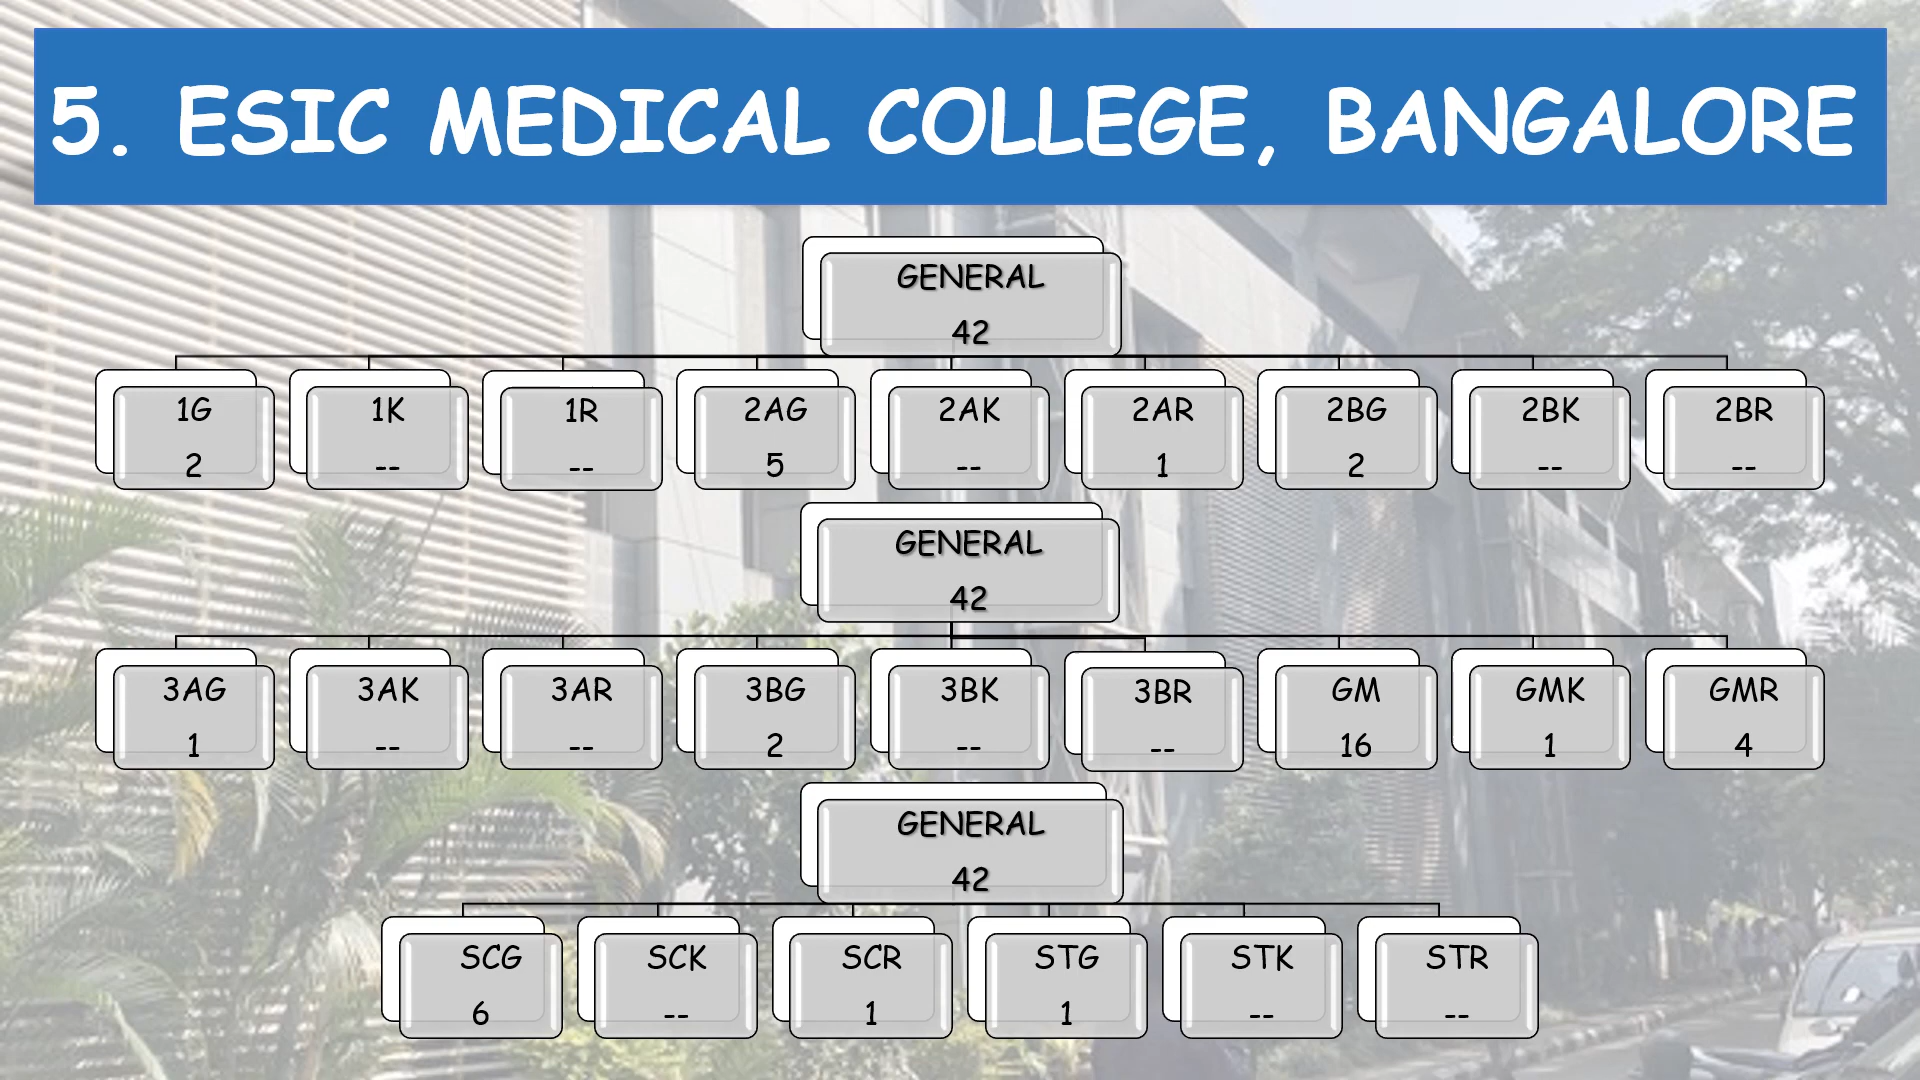 5. ESIC MEDICAL COLLEGE, BANGALORE
GENERAL
42
1G
2
1K
--
1R
--
2AG
5
2AK
--
2AR
1
2BG
2
2BK
--
2BR
--
GENERAL
42
3AG
1
3AK
--
3AR
--
3BG
2
3BK
--
3BR
--
GM
16
GMK
1
GMR
4
GENERAL
42
SCG
6
SCK
--
SCR
1
STG
1
STK
--
STR
--